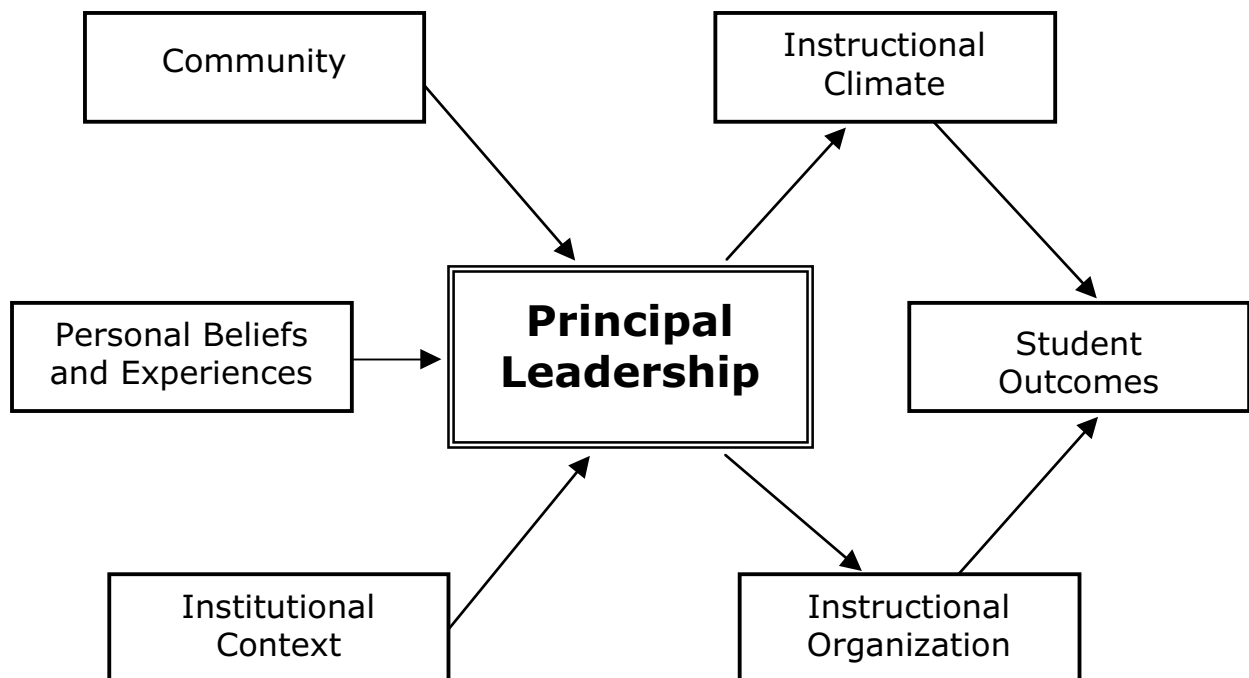 Community
Instructional
Climate
Personal Beliefs
and Experiences
Principal
Leadership
Student
Outcomes
Institutional
Context
Instructional
Organization